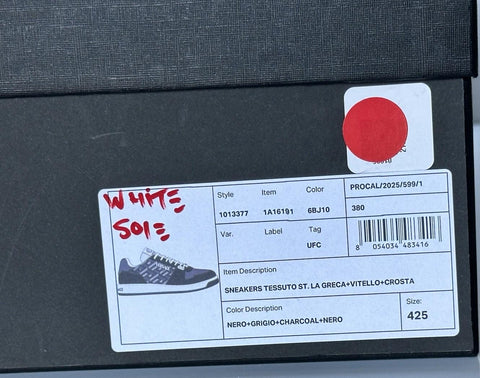 WHITE
SOLE
Style Item Color
1013377 1A16191 6BJ10
PROCAL/2025/599/1
380
Var. Label Tag
UFC
8 054034 483416
Item Description
SNEAKERS TESSUTO ST. LA GRECA+VITELLO+CROSTA
Color Description
NERO+GRIGIO+CHARCOAL+NERO
Size:
425